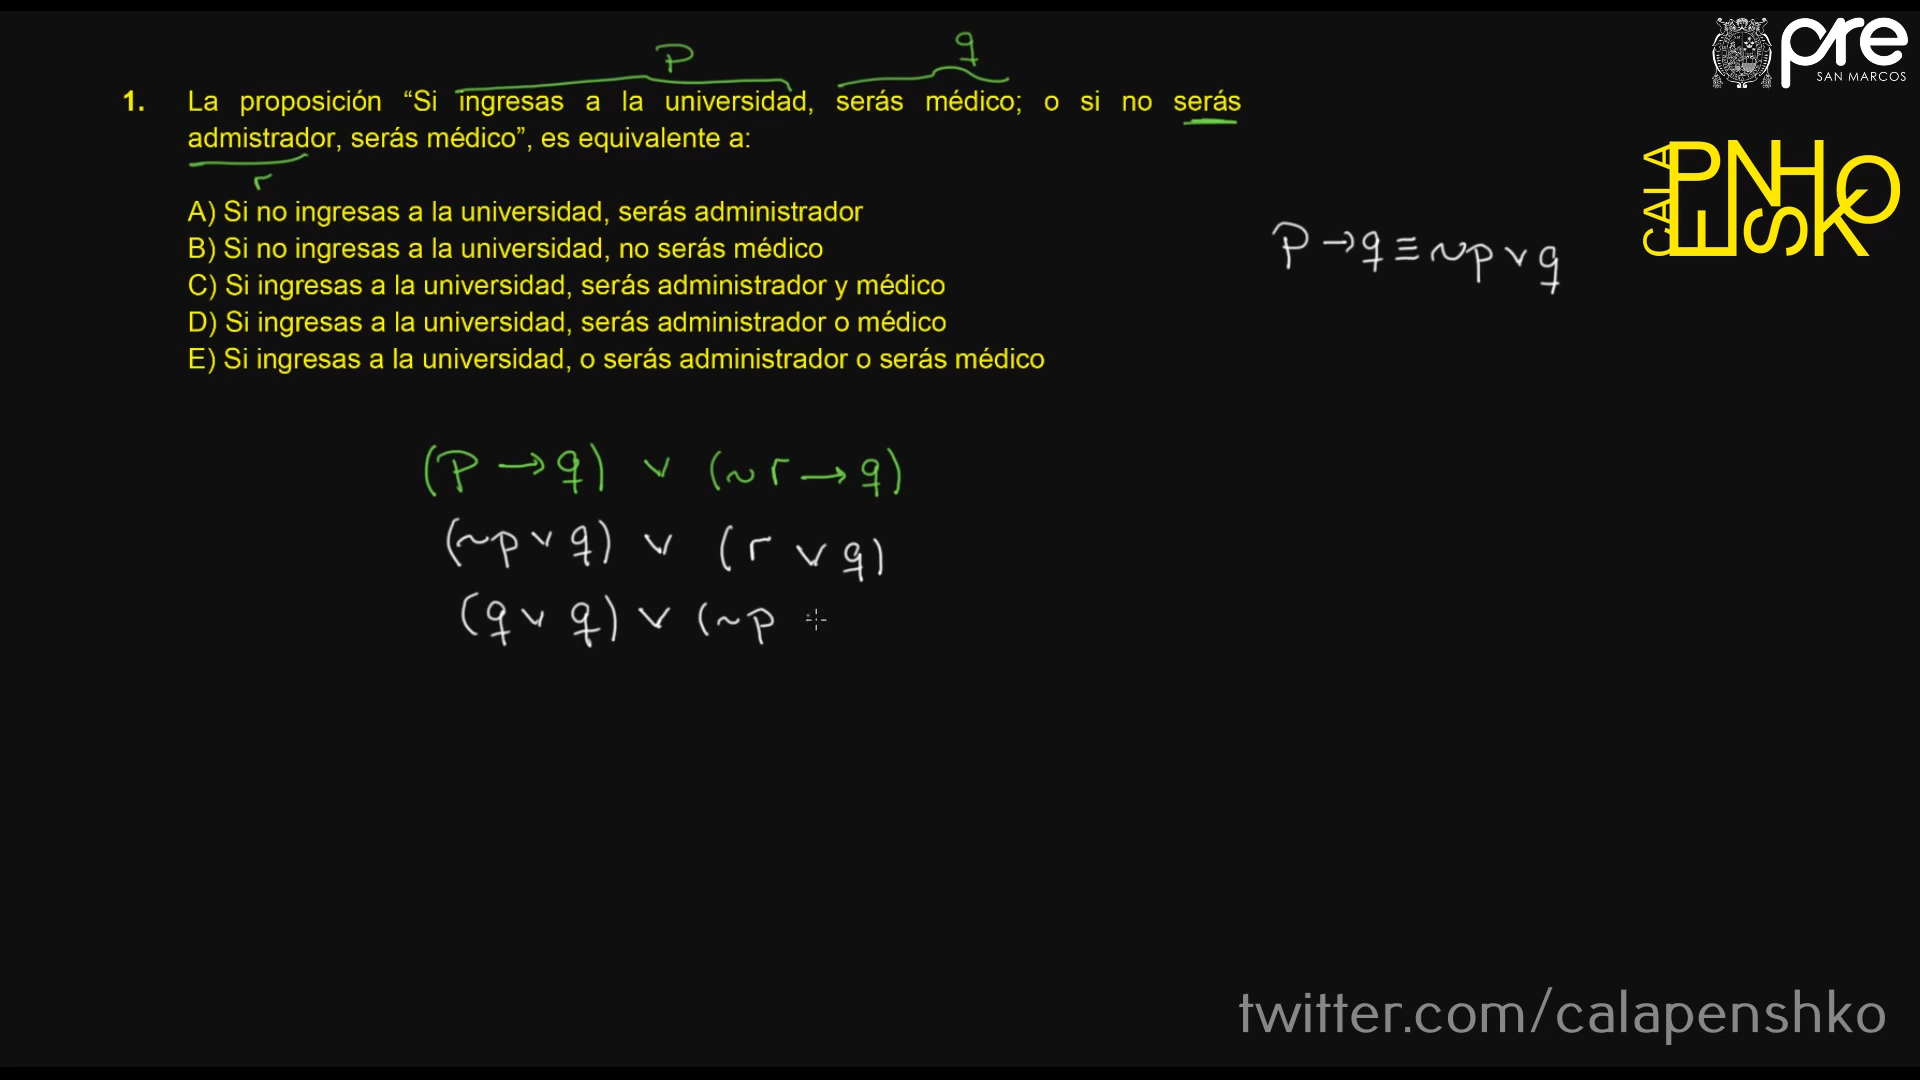 p q
pre
SAN MARCOS
1. La proposición “Si ingresas a la universidad, serás médico; o si no serás
admistrador, serás médico”, es equivalente a:
r
A) Si no ingresas a la universidad, serás administrador
B) Si no ingresas a la universidad, no serás médico
C) Si ingresas a la universidad, serás administrador y médico
D) Si ingresas a la universidad, serás administrador o médico
E) Si ingresas a la universidad, o serás administrador o serás médico
CALA
PENSHKO
p → q ≡ ~p ∨ q
(p → q) ∨ (~r → q)
(~p ∨ q) ∨ (r ∨ q)
(q ∨ q) ∨ (~p
twitter.com/calapenshko